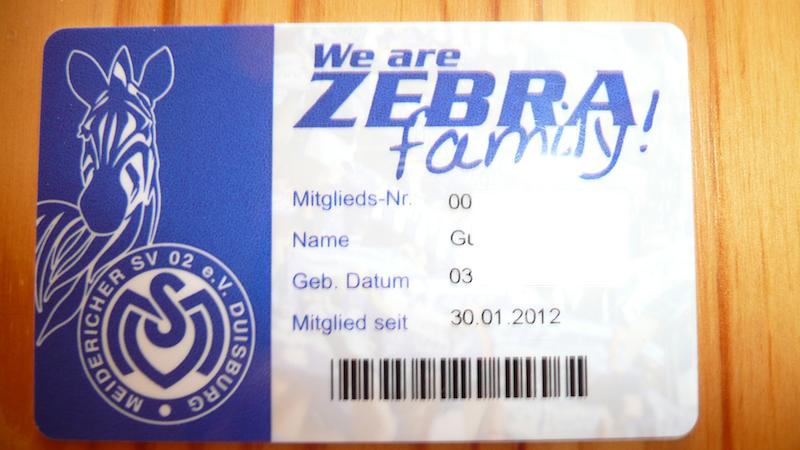 We are
ZEBRA
family!
Mitglieds-Nr. 00
Name Gu
Geb. Datum 03
Mitglied seit 30.01.2012
MEIDERICHER SV 02 e.V. DUISBURG
MSV